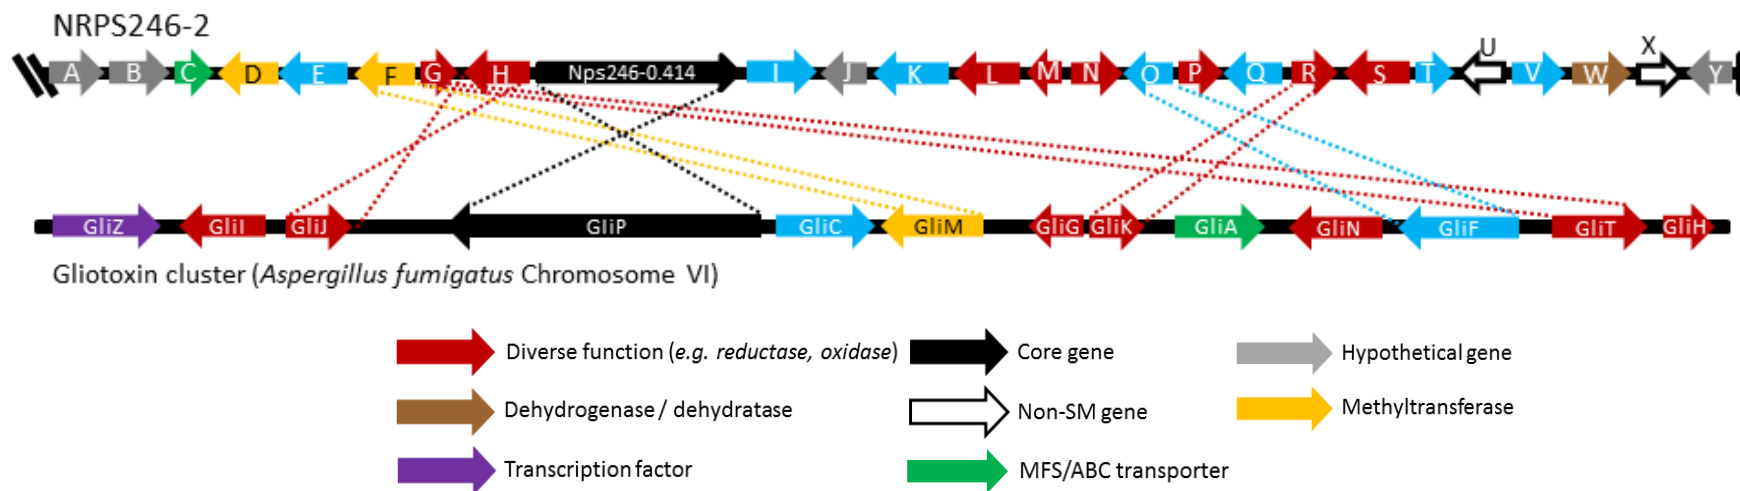 NRPS246-2
A B C D E F G H Nps246-0.414 I J K L M N O P Q R S T U V W X Y
GliZ GliI GliJ GliP GliC GliM GliG GliK GliA GliN GliF GliT GliH
Gliotoxin cluster (Aspergillus fumigatus Chromosome VI)
Diverse function (e.g. reductase, oxidase) Core gene Hypothetical gene
Dehydrogenase / dehydratase Non-SM gene Methyltransferase
Transcription factor MFS/ABC transporter